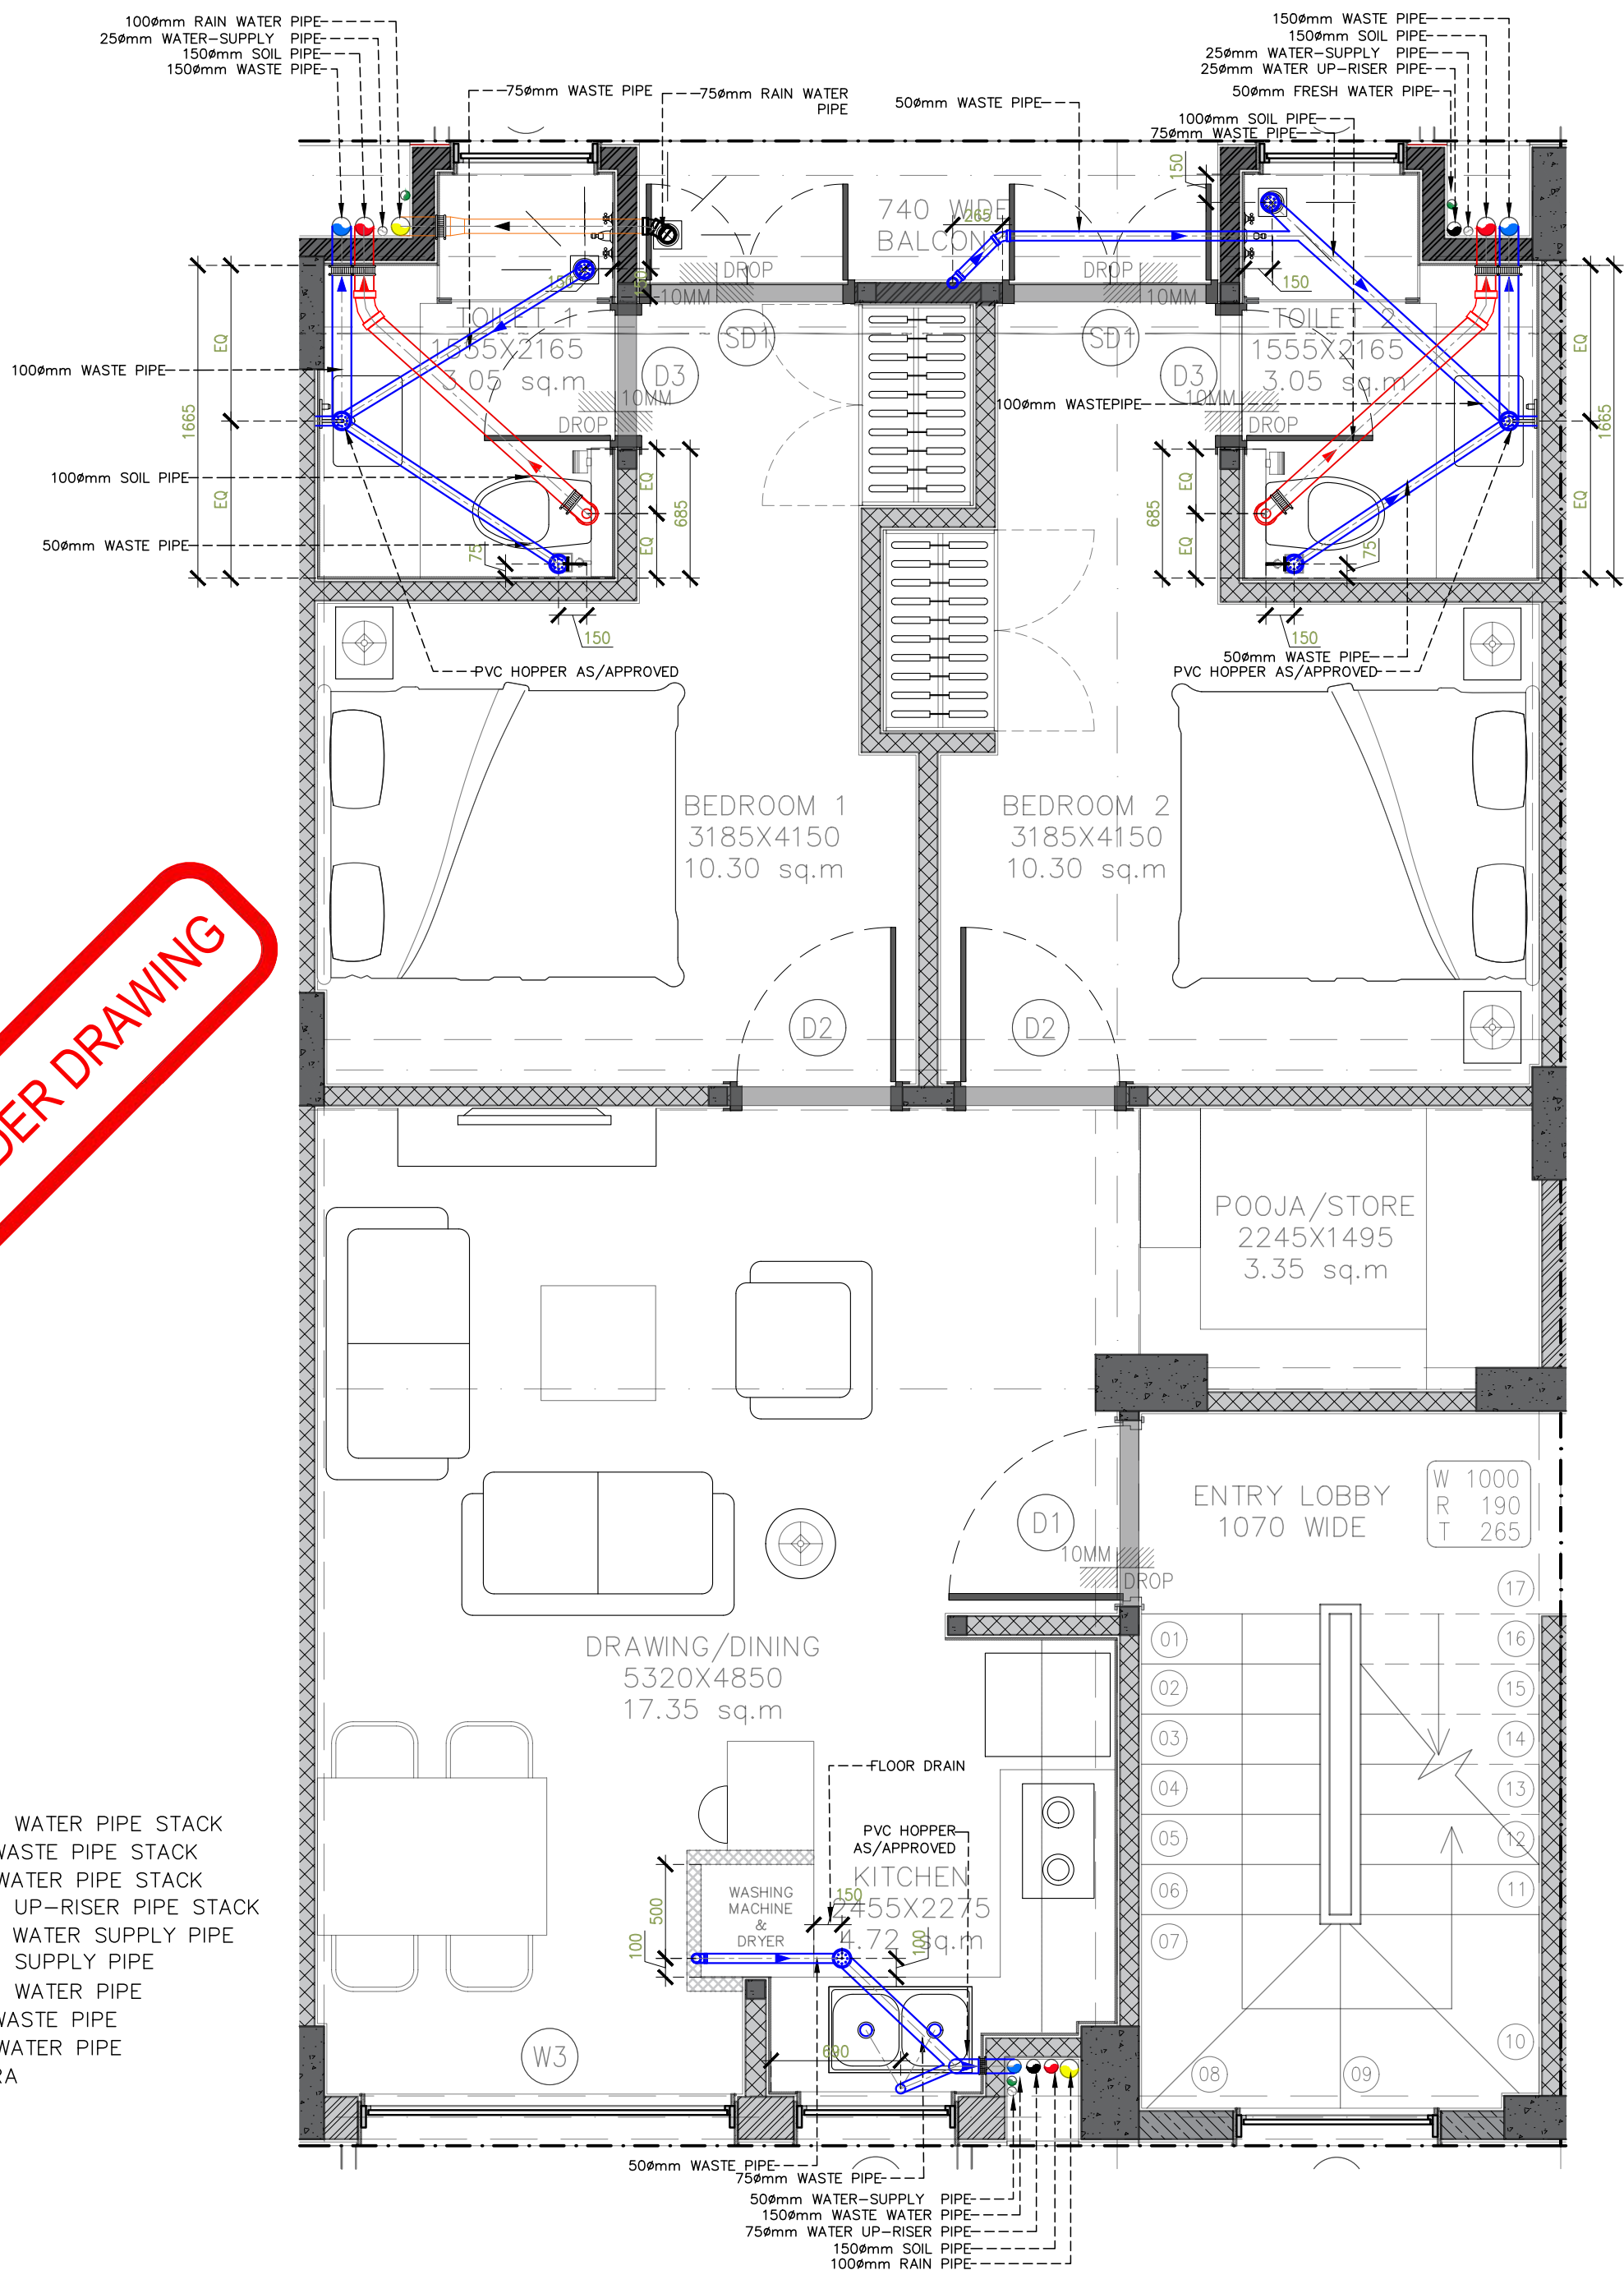 100ømm RAIN WATER PIPE
25ømm WATER-SUPPLY PIPE
150ømm SOIL PIPE
150ømm WASTE PIPE
75ømm WASTE PIPE
75ømm RAIN WATER
PIPE
50ømm WASTE PIPE
150ømm WASTE PIPE
150ømm SOIL PIPE
25ømm WATER-SUPPLY PIPE
25ømm WATER UP-RISER PIPE
50ømm FRESH WATER PIPE
100ømm SOIL PIPE
75ømm WASTE PIPE
150
740 WIDE
BALCONY
265
150
150
150
DROP
10MM
DROP
10MM
SD1
SD1
TOILET 1
1555X2165
3.05 sq.m
TOILET 2
1555X2165
3.05 sq.m
D3
D3
10MM
DROP
10MM
DROP
EQ
EQ
1665
EQ
EQ
1665
100ømm WASTE PIPE
100ømm WASTEPIPE
100ømm SOIL PIPE
50ømm WASTE PIPE
EQ
EQ
685
EQ
EQ
685
75
75
150
150
PVC HOPPER AS/APPROVED
50ømm WASTE PIPE
PVC HOPPER AS/APPROVED
BEDROOM 1
3185X4150
10.30 sq.m
BEDROOM 2
3185X4150
10.30 sq.m
DER DRAWING
D2
D2
POOJA/STORE
2245X1495
3.35 sq.m
ENTRY LOBBY
1070 WIDE
W 1000
R 190
T 265
D1
10MM
DROP
DRAWING/DINING
5320X4850
17.35 sq.m
17
01
16
02
15
03
14
04
13
05
12
06
11
07
10
08
09
FLOOR DRAIN
PVC HOPPER
AS/APPROVED
KITCHEN
2455X2275
4.72 sq.m
WASHING
MACHINE
&
DRYER
500
100
150
100
690
W3
WATER PIPE STACK
WASTE PIPE STACK
WATER PIPE STACK
UP-RISER PIPE STACK
WATER SUPPLY PIPE
SUPPLY PIPE
WATER PIPE
WASTE PIPE
WATER PIPE
RA
50ømm WASTE PIPE
75ømm WASTE PIPE
50ømm WATER-SUPPLY PIPE
150ømm WASTE WATER PIPE
75ømm WATER UP-RISER PIPE
150ømm SOIL PIPE
100ømm RAIN PIPE